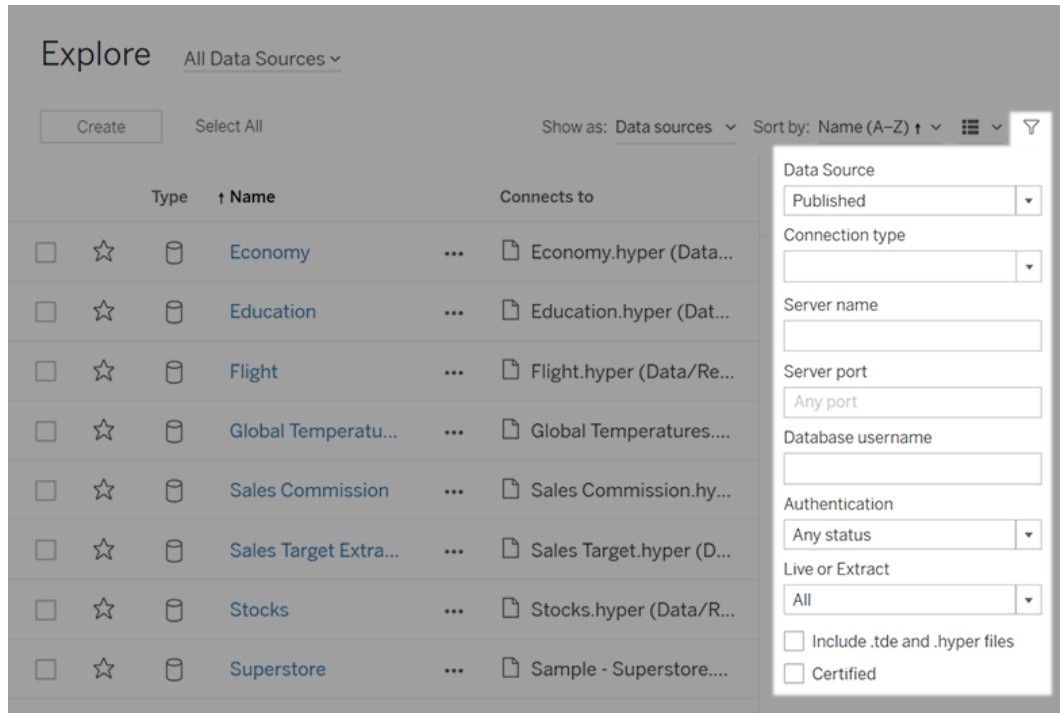 Explore All Data Sources
Create Select All Show as: Data sources Sort by: Name (A–Z) ↑
Type ↑ Name Connects to
Economy ••• Economy.hyper (Data...
Education ••• Education.hyper (Dat...
Flight ••• Flight.hyper (Data/Re...
Global Temperatu... ••• Global Temperatures....
Sales Commission ••• Sales Commission.hy...
Sales Target Extra... ••• Sales Target.hyper (D...
Stocks ••• Stocks.hyper (Data/R...
Superstore ••• Sample - Superstore....
Data Source
Published
Connection type
Server name
Server port
Any port
Database username
Authentication
Any status
Live or Extract
All
Include .tde and .hyper files
Certified